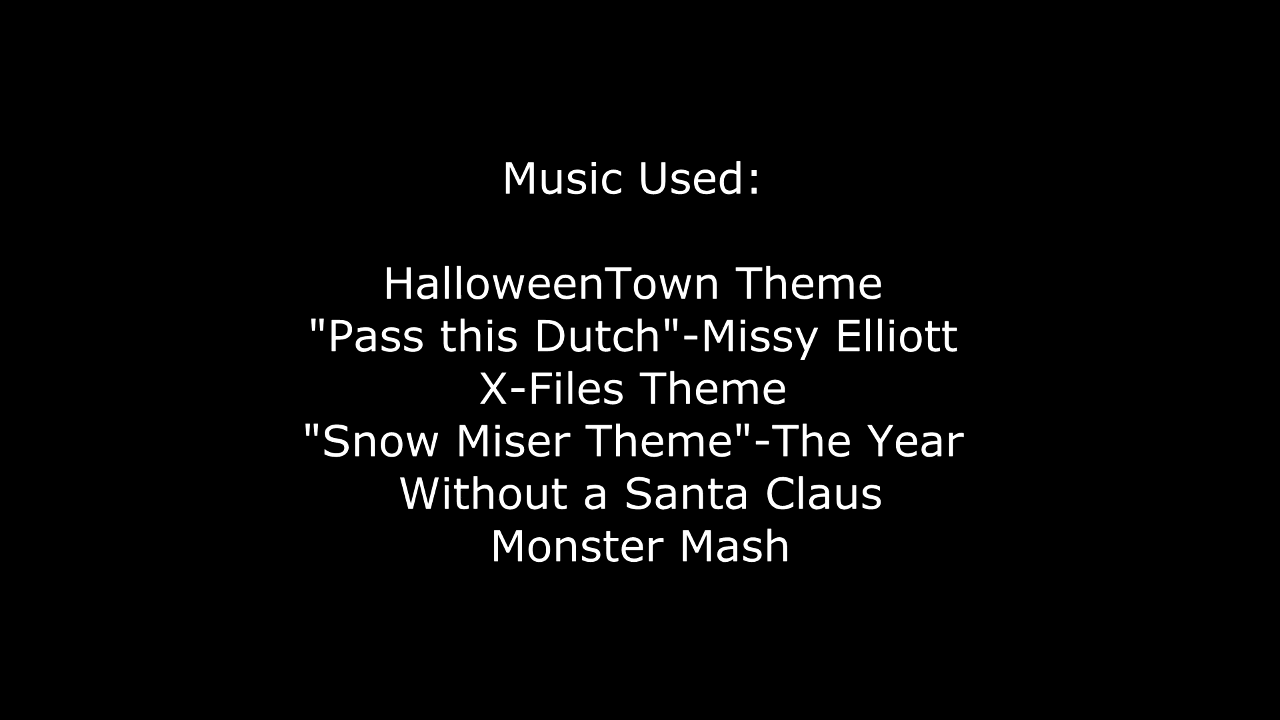 Music Used:
HalloweenTown Theme
"Pass this Dutch"-Missy Elliott
X-Files Theme
"Snow Miser Theme"-The Year
Without a Santa Claus
Monster Mash